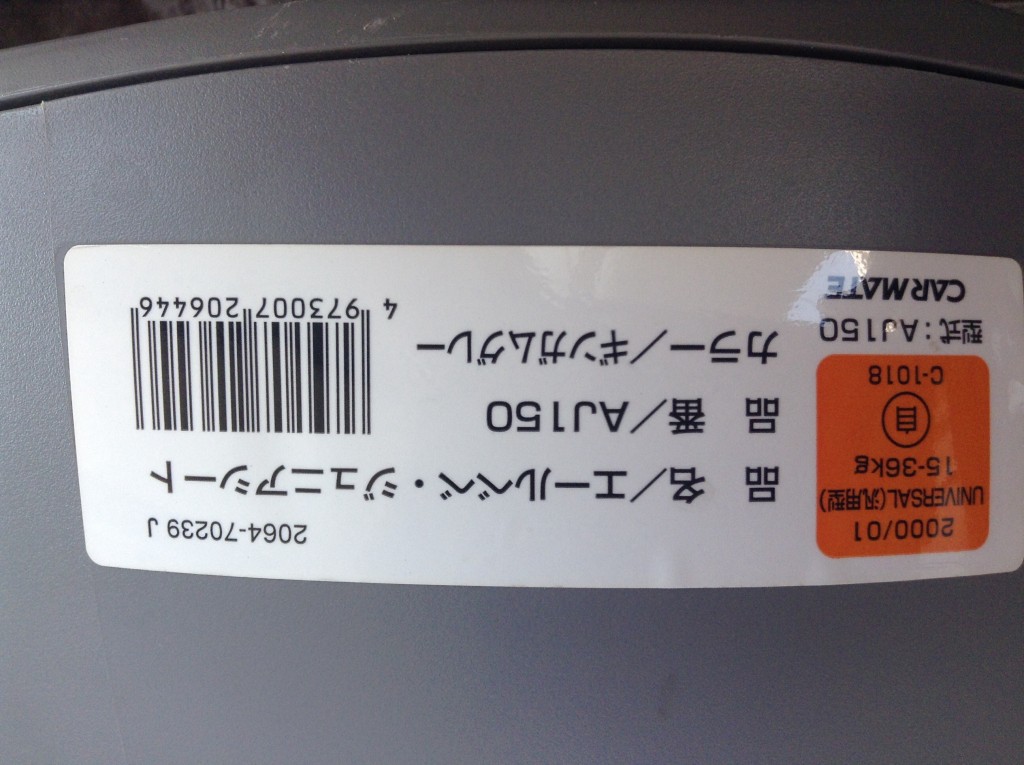 2000/01
UNIVERSAL(汎用型)
15-36kg
自
C-1018
型式:AJ150
CARMATE
2064-70239 J
品 名/エールベベ・ジュニアシート
品 番/AJ150
カラー/ギンガムグレー
4 973007 206446